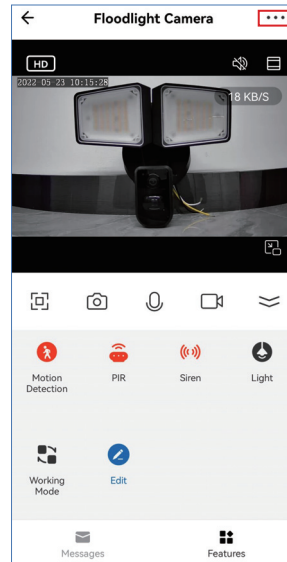 Floodlight Camera
HD
2022-05-23 10:15:28
18 KB/S
Motion
Detection
PIR
Siren
Light
Working
Mode
Edit
Messages
Features